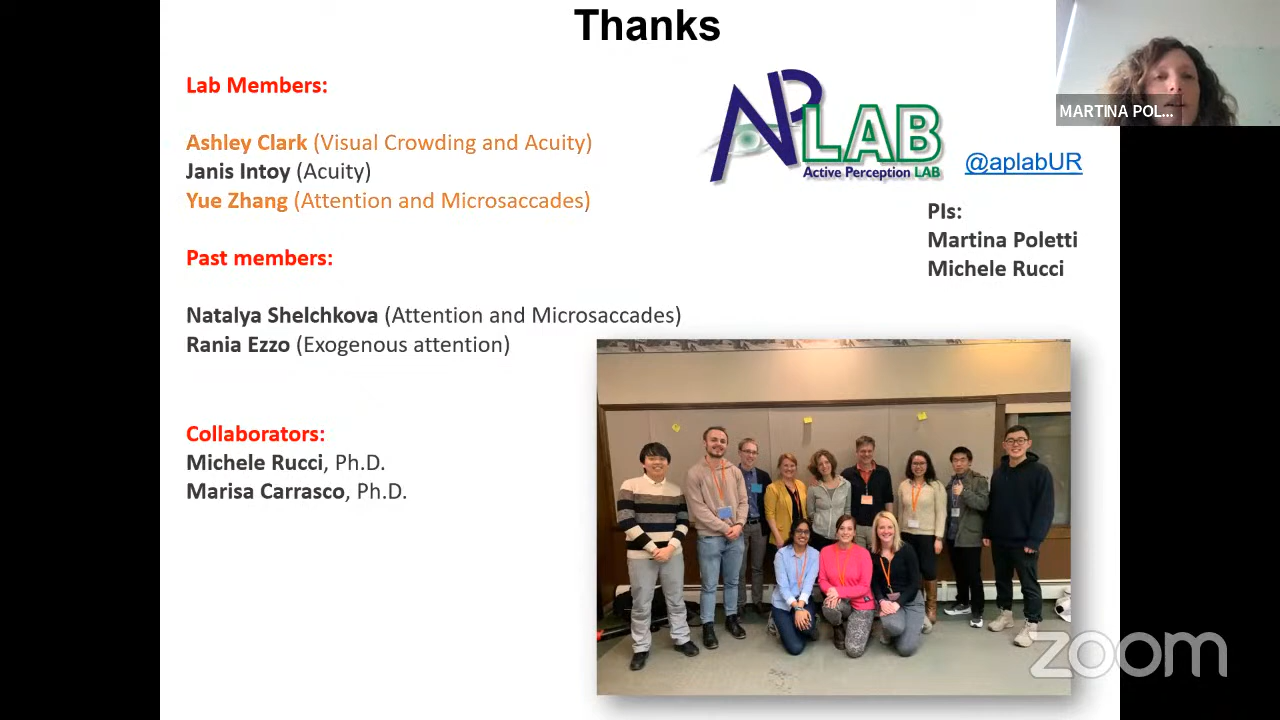 Thanks
Lab Members:
Ashley Clark (Visual Crowding and Acuity)
Janis Intoy (Acuity)
Yue Zhang (Attention and Microsaccades)
Past members:
Natalya Shelchkova (Attention and Microsaccades)
Rania Ezzo (Exogenous attention)
Collaborators:
Michele Rucci, Ph.D.
Marisa Carrasco, Ph.D.
APLAB
Active Perception LAB
@aplabUR
PIs:
Martina Poletti
Michele Rucci
MARTINA POL...
zoom